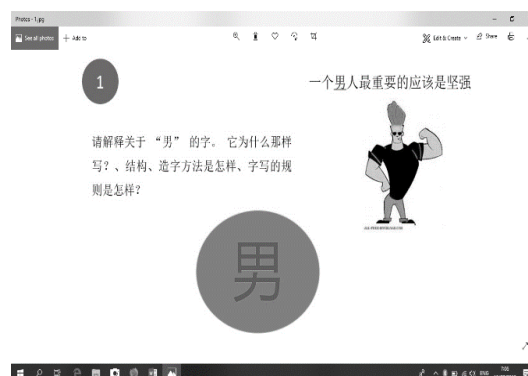 Photos - 1.jpg
See all photos
Add to
Edit & Create
Share
1
一个男人最重要的应该是坚强
请解释关于 “男” 的字。 它为什么那样
写？、结构、造字方法是怎样、字写的规
则是怎样？
男
ENG